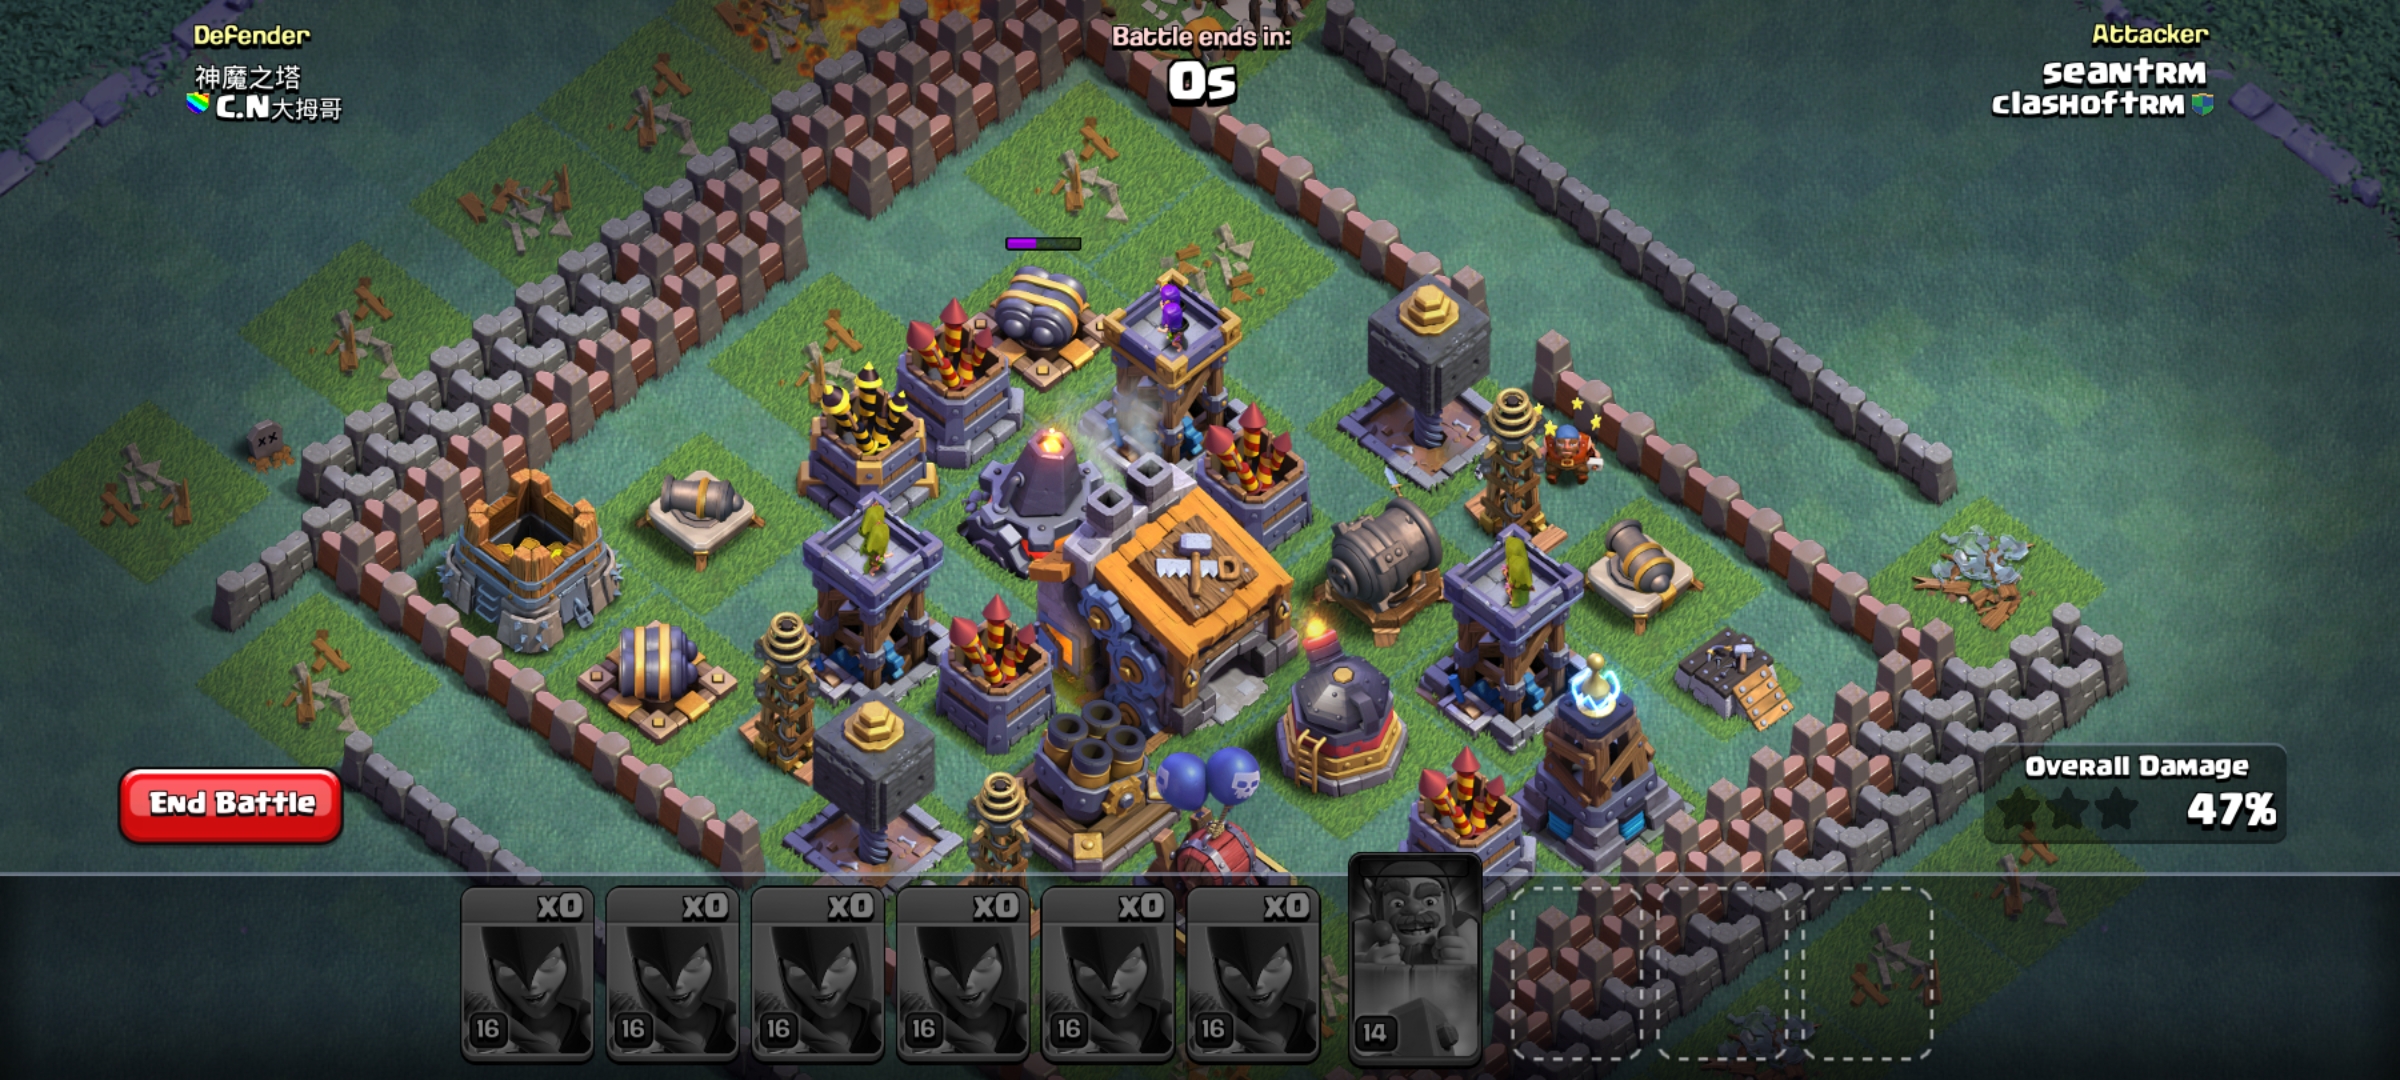 Defender
神魔之塔
C.N大拇哥
Battle ends in:
0s
Attacker
seantRM
clashoftRM
End Battle
Overall Damage
47%
x0
x0
x0
x0
x0
x0
16
16
16
16
16
16
14